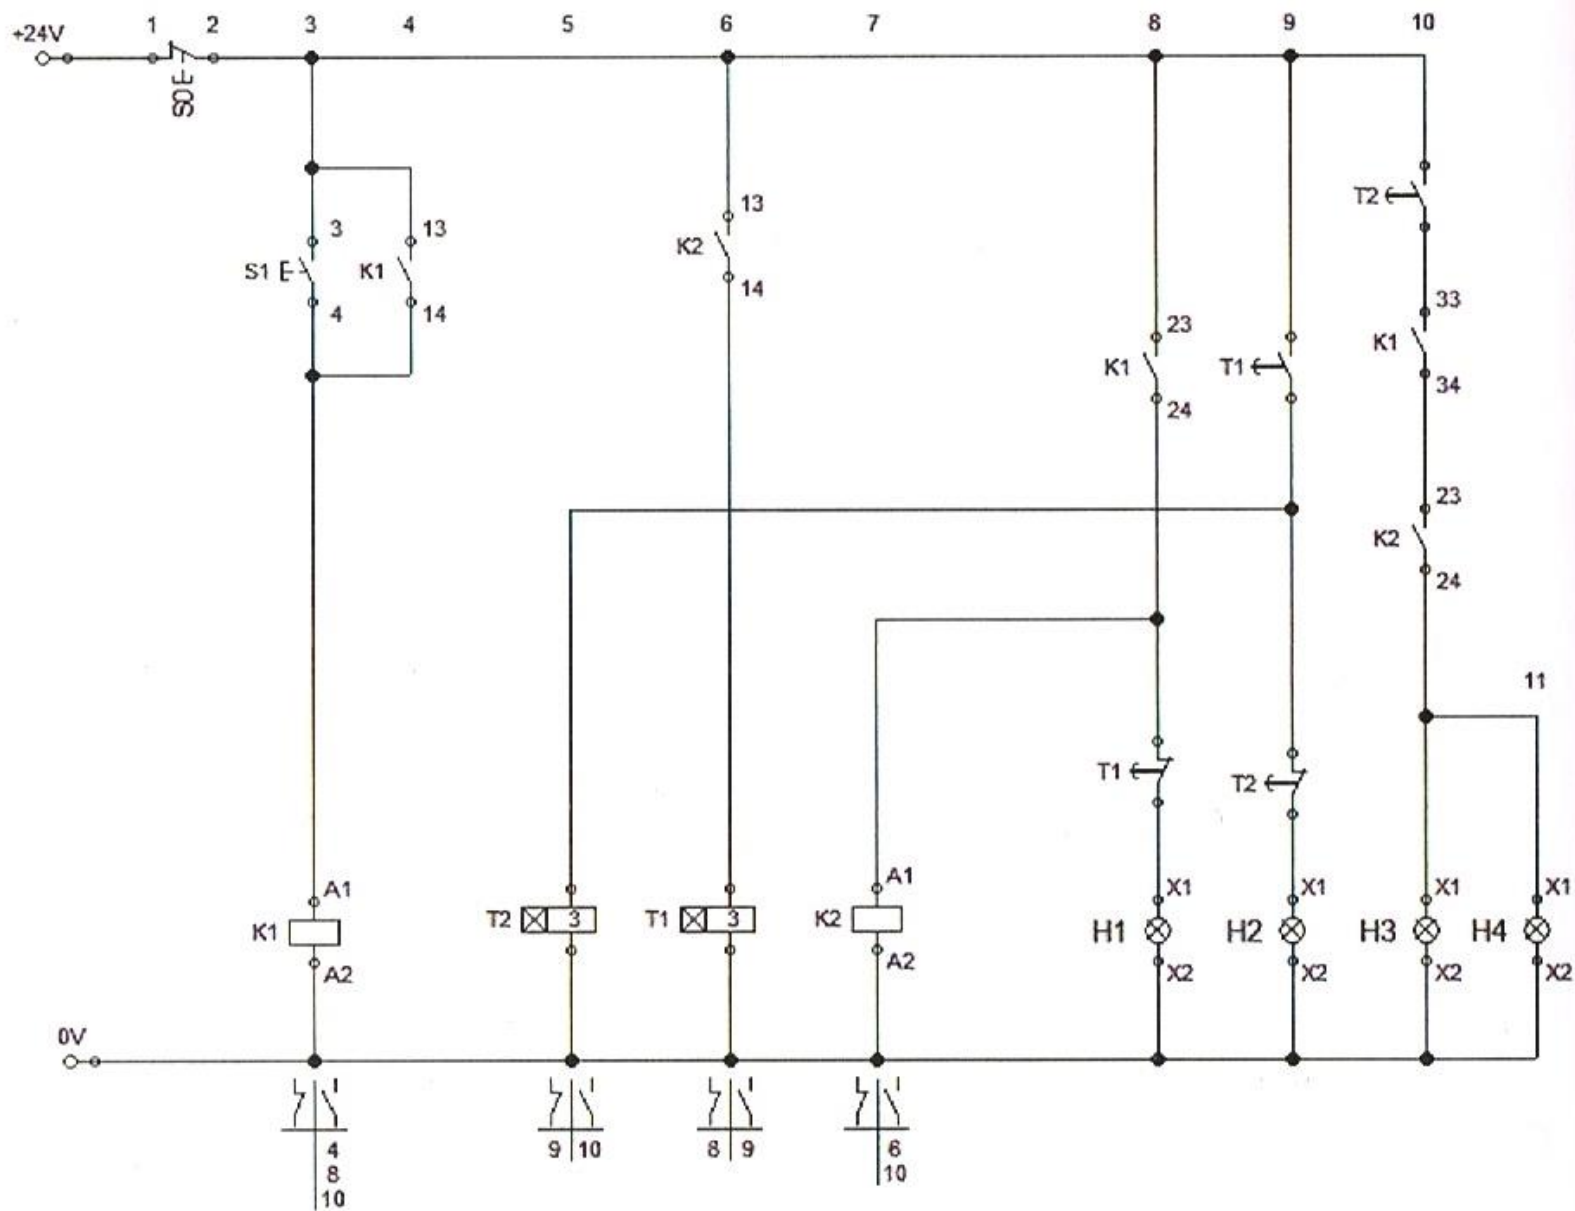 +24V 1 2 3 4 5 6 7 8 9 10
S0
T2
13
K2
14
3 13
S1 K1
4 14
23 33
K1 T1 K1
24 34
23
K2
24
11
T1 T2
A1 A1 X1 X1 X1 X1
K1 T2 3 T1 3 K2 H1 H2 H3 H4
A2 A2 X2 X2 X2 X2
0V
4 9 10 8 9 6
8 10
10